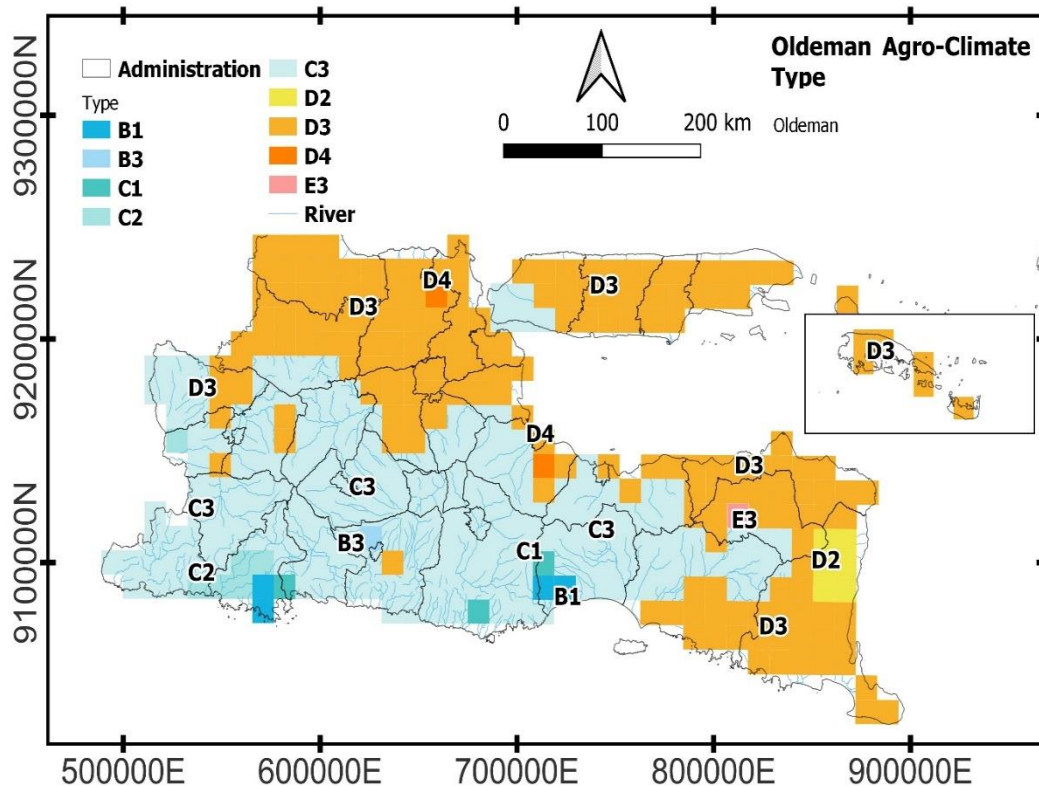 Oldeman Agro-Climate
Type
Oldeman
Administration
Type
B1
B3
C1
C2
C3
D2
D3
D4
E3
River
0 100 200 km
9300000N
9200000N
9100000N
D4
D3
D3
D3
D3
D4
D3
C3
C3
E3
C3
B3
C1
D2
C2
B1
D3
500000E 600000E 700000E 800000E 900000E